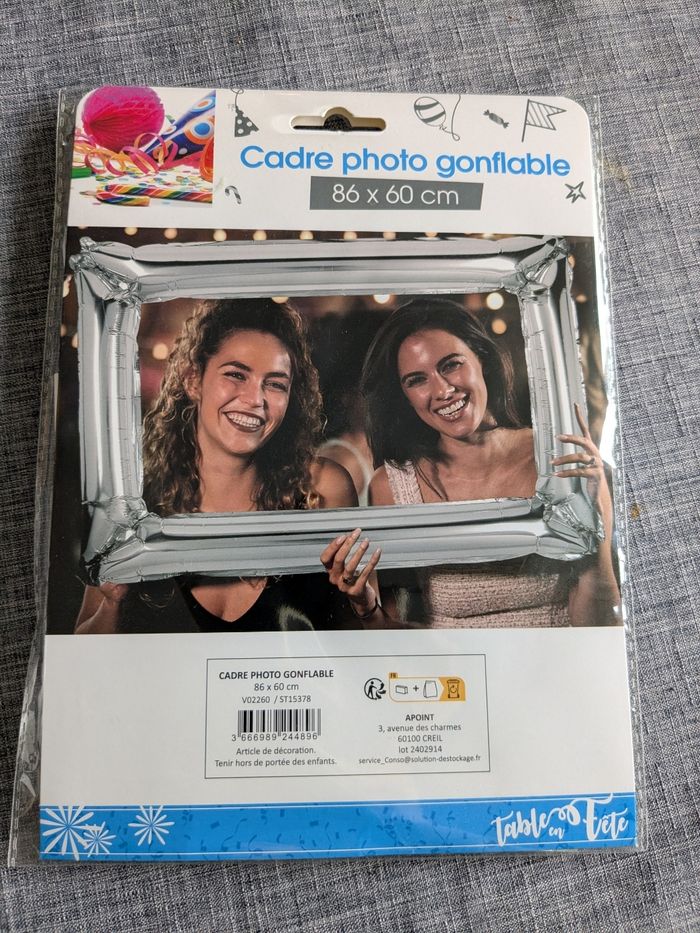 Cadre photo gonflable
86 x 60 cm
CADRE PHOTO GONFLABLE
86 x 60 cm
V02260 / ST15378
3 666989 244896
Article de décoration.
Tenir hors de portée des enfants.
FR
+
APOINT
3, avenue des charmes
60100 CREIL
lot 2402914
service_Conso@solution-destockage.fr
Table en Fête